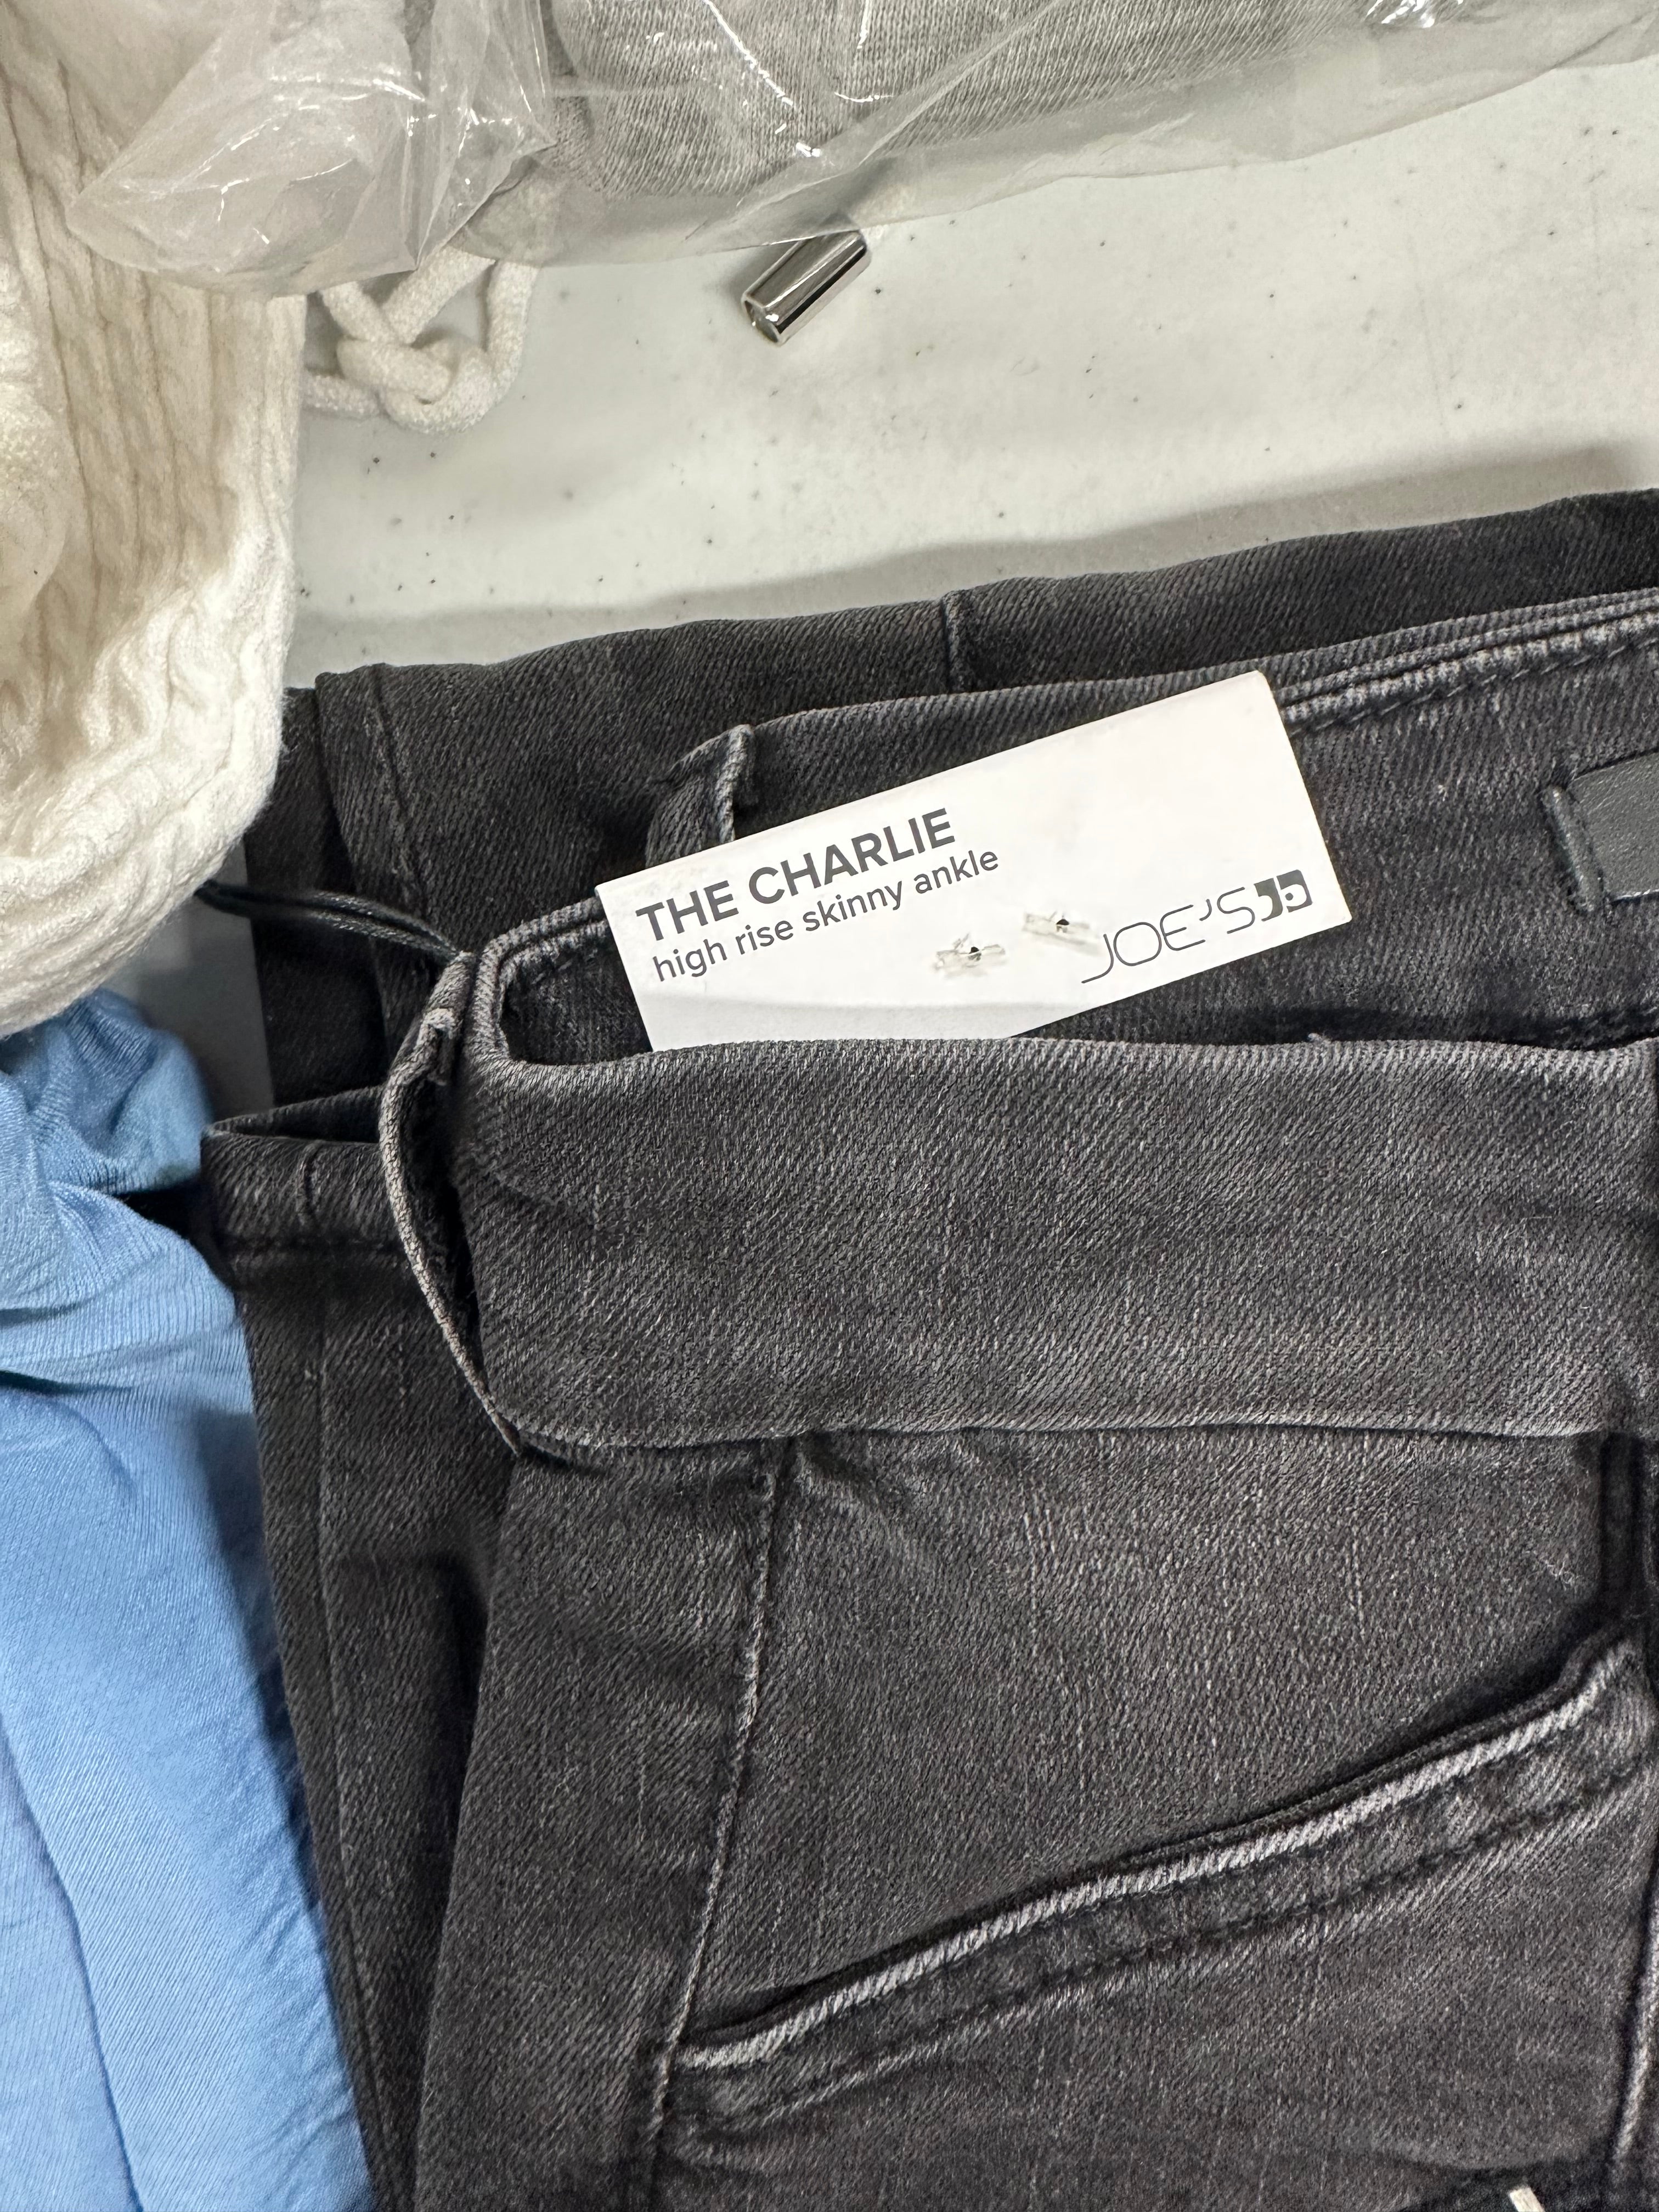 THE CHARLIE
high rise skinny ankle
JOE'S